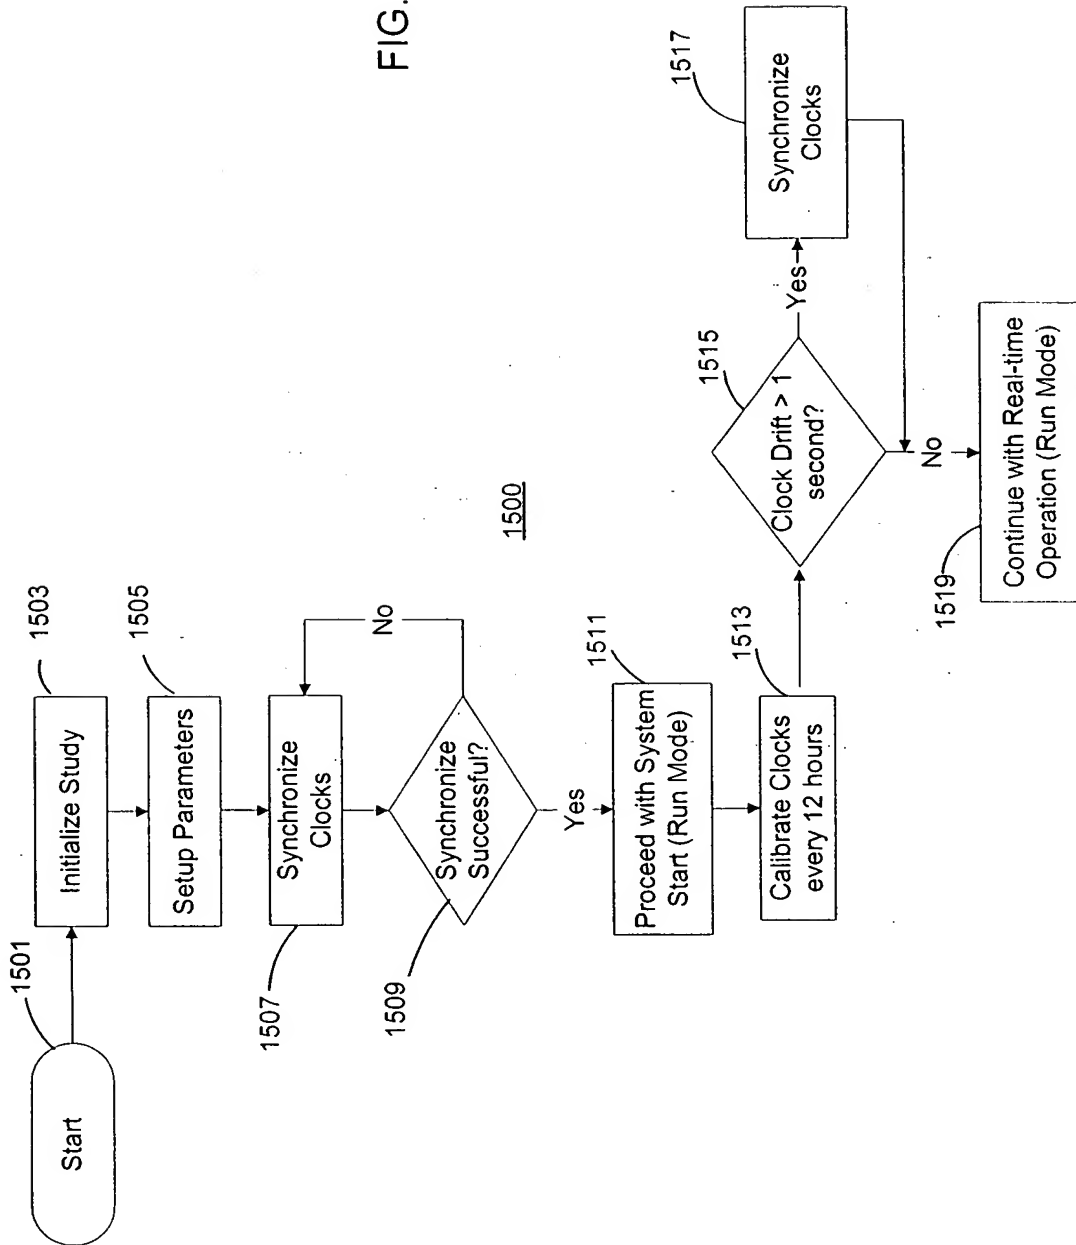 FIG.
1500
Start
1501
Initialize Study
1503
Setup Parameters
1505
Synchronize
Clocks
1507
Synchronize
Successful?
1509
No
Yes
Proceed with System
Start (Run Mode)
1511
Calibrate Clocks
every 12 hours
1513
Clock Drift > 1
second?
1515
Yes
Synchronize
Clocks
1517
No
Continue with Real-time
Operation (Run Mode)
1519